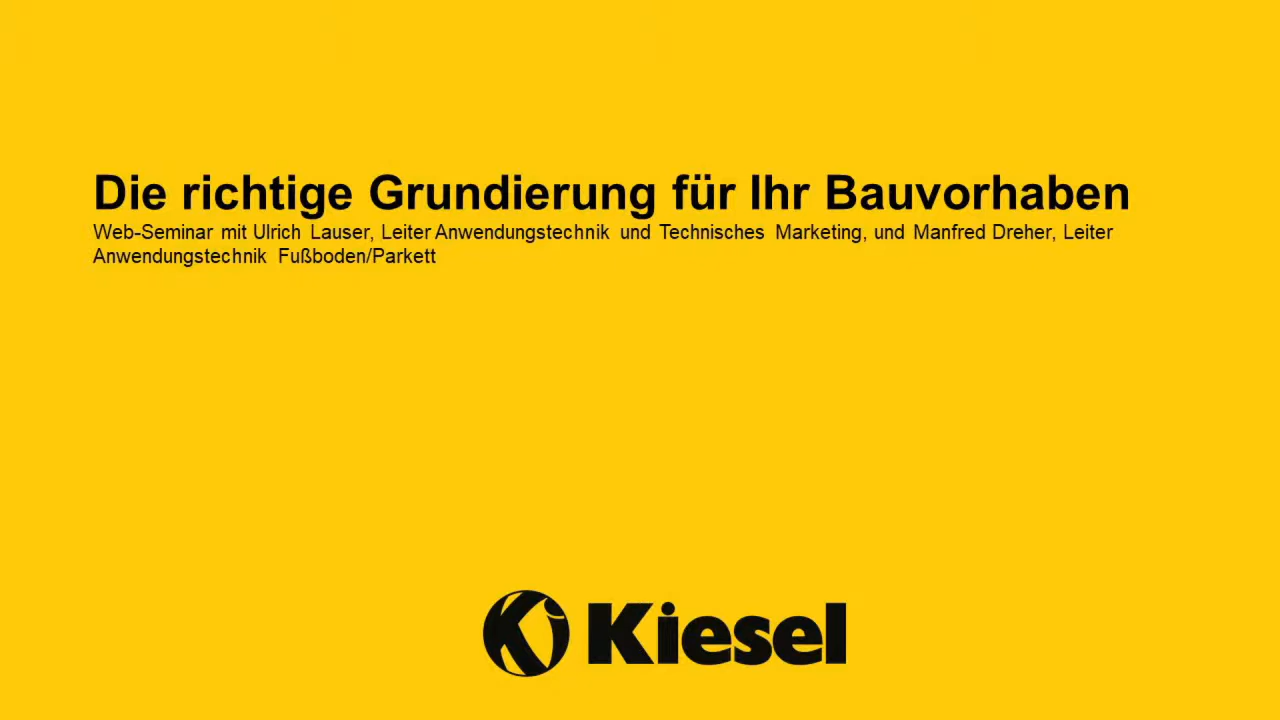 Die richtige Grundierung für Ihr Bauvorhaben
Web-Seminar mit Ulrich Lauser, Leiter Anwendungstechnik und Technisches Marketing, und Manfred Dreher, Leiter
Anwendungstechnik Fußboden/Parkett
Ki Kiesel